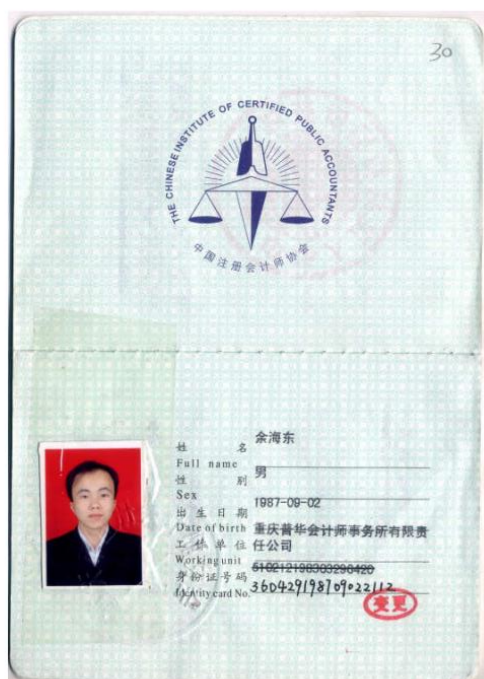 30
THE CHINESE INSTITUTE OF CERTIFIED PUBLIC ACCOUNTANTS
中国注册会计师协会
姓 名 余海东
Full name
性 别 男
Sex
出生日期 1987-09-02
Date of birth
工作单位 重庆普华会计师事务所有限责
任公司
Working unit
身份证号码
Identity card No. 360429198709022112
变更